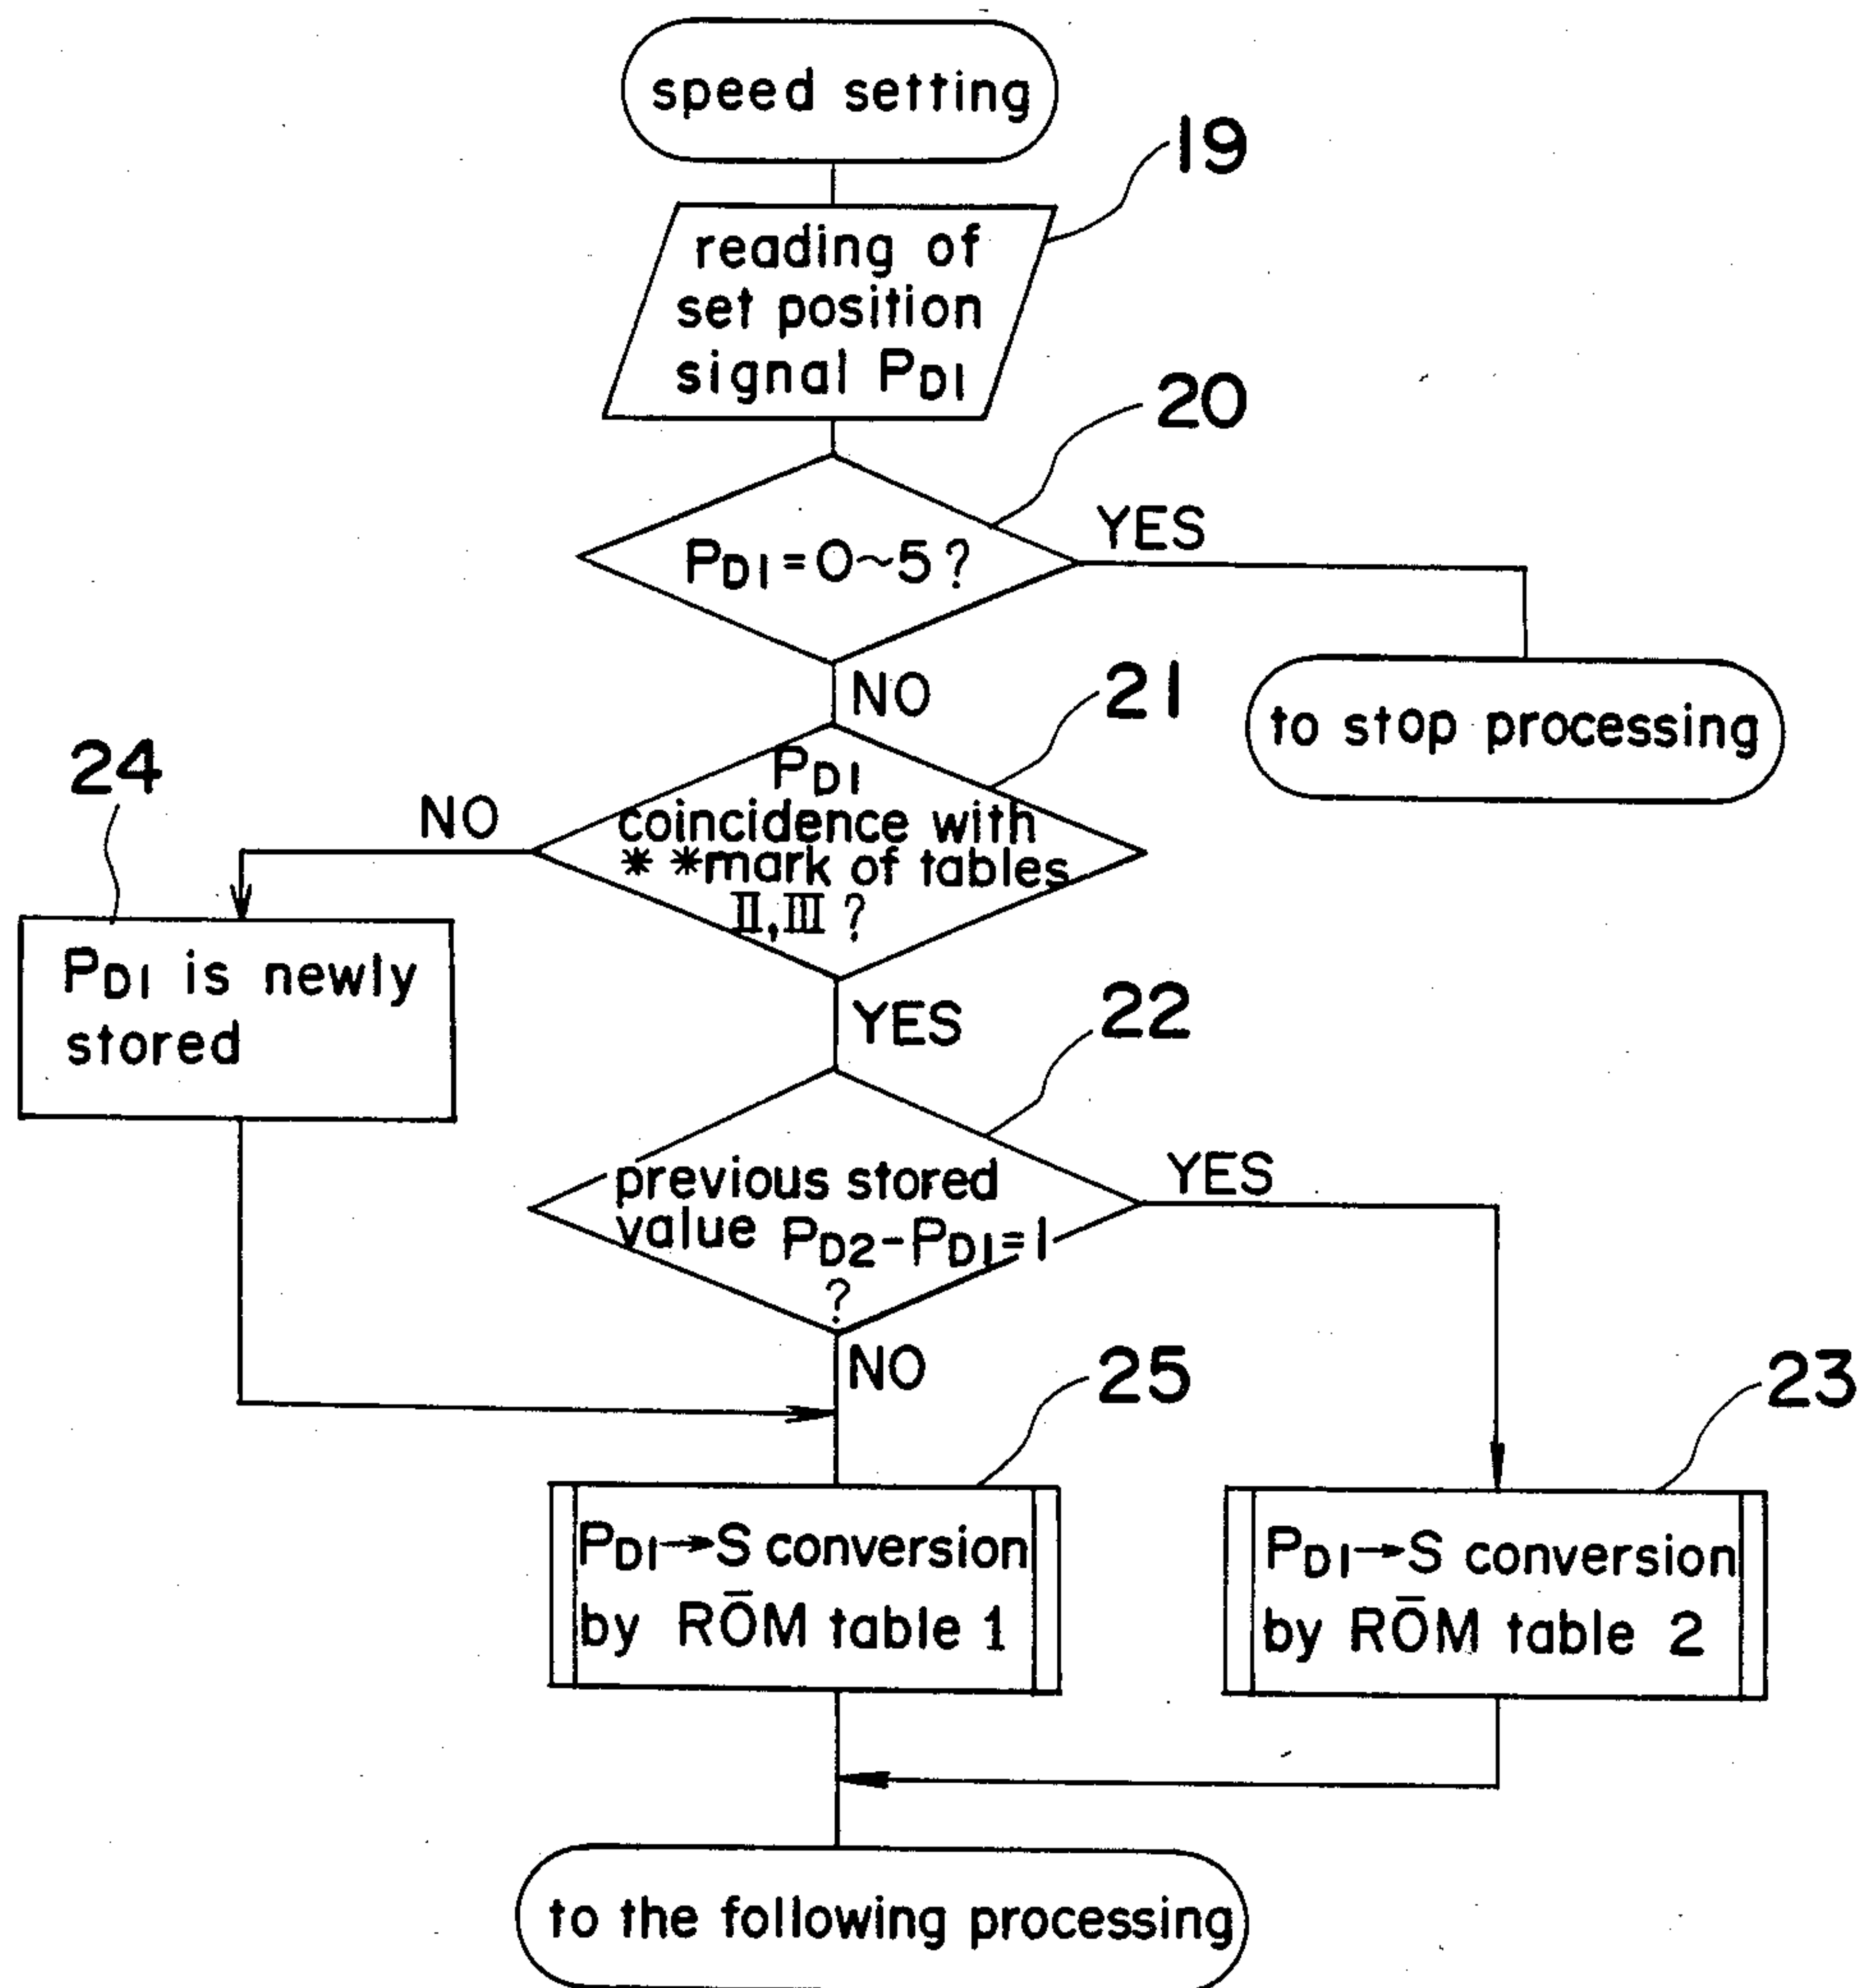 speed setting
19
reading of
set position
signal PD1
20
PD1=0~5?
YES
NO
to stop processing
21
PD1
coincidence with
* *mark of tables
II, III ?
NO
24
PD1 is newly
stored
YES
22
previous stored
value PD2-PD1=1
?
YES
NO
25
23
PD1→S conversion
by RŌM table 1
PD1→S conversion
by RŌM table 2
to the following processing